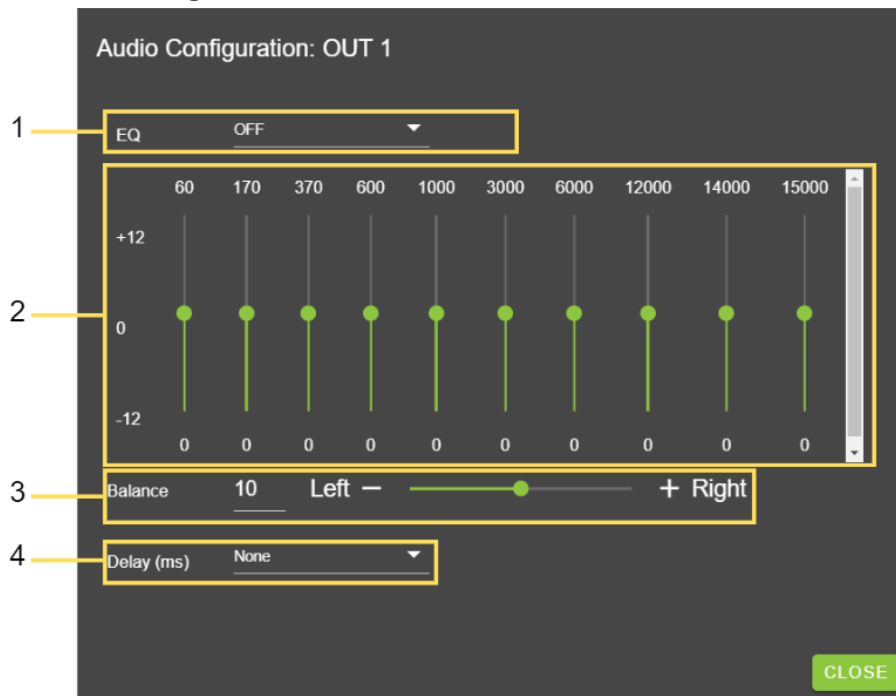 Audio Configuration: OUT 1
1
EQ OFF
60 170 370 600 1000 3000 6000 12000 14000 15000
+12
2
0
-12
0 0 0 0 0 0 0 0 0 0
3
Balance 10 Left − + Right
4
Delay (ms) None
CLOSE